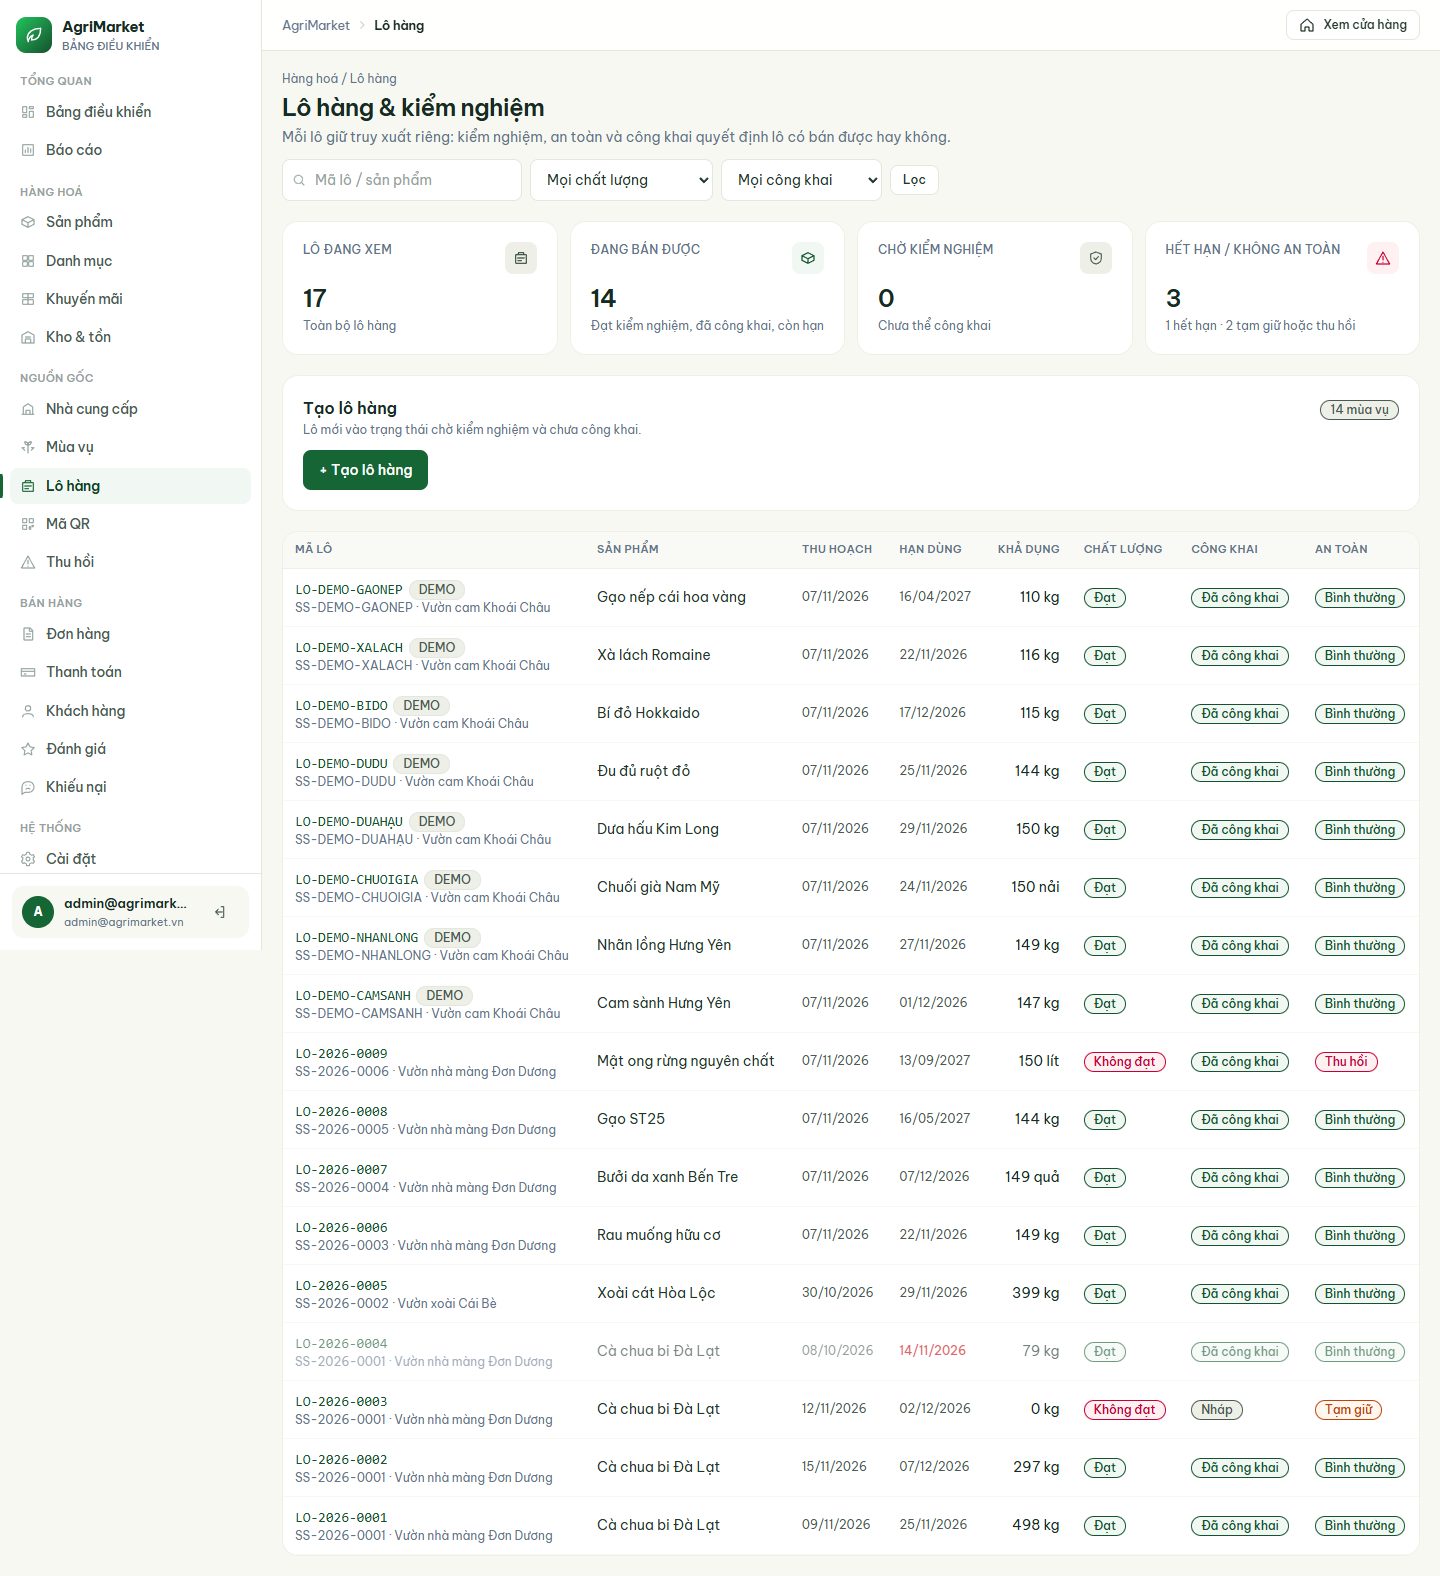 AgriMarket
BẢNG ĐIỀU KHIỂN
TỔNG QUAN
Bảng điều khiển
Báo cáo
HÀNG HOÁ
Sản phẩm
Danh mục
Khuyến mãi
Kho & tồn
NGUỒN GỐC
Nhà cung cấp
Mùa vụ
Lô hàng
Mã QR
Thu hồi
BÁN HÀNG
Đơn hàng
Thanh toán
Khách hàng
Đánh giá
Khiếu nại
HỆ THỐNG
Cài đặt
A
admin@agrimark...
admin@agrimarket.vn
AgriMarket > Lô hàng
Xem cửa hàng
Hàng hoá / Lô hàng
Lô hàng & kiểm nghiệm
Mỗi lô giữ truy xuất riêng: kiểm nghiệm, an toàn và công khai quyết định lô có bán được hay không.
Mã lô / sản phẩm
Mọi chất lượng
Mọi công khai
Lọc
LÔ ĐANG XEM
17
Toàn bộ lô hàng
ĐANG BÁN ĐƯỢC
14
Đạt kiểm nghiệm, đã công khai, còn hạn
CHỜ KIỂM NGHIỆM
0
Chưa thể công khai
HẾT HẠN / KHÔNG AN TOÀN
3
1 hết hạn · 2 tạm giữ hoặc thu hồi
Tạo lô hàng
14 mùa vụ
Lô mới vào trạng thái chờ kiểm nghiệm và chưa công khai.
+ Tạo lô hàng
MÃ LÔ SẢN PHẨM THU HOẠCH HẠN DÙNG KHẢ DỤNG CHẤT LƯỢNG CÔNG KHAI AN TOÀN
LO-DEMO-GAONEP DEMO
SS-DEMO-GAONEP · Vườn cam Khoái Châu
Gạo nếp cái hoa vàng 07/11/2026 16/04/2027 110 kg Đạt Đã công khai Bình thường
LO-DEMO-XALACH DEMO
SS-DEMO-XALACH · Vườn cam Khoái Châu
Xà lách Romaine 07/11/2026 22/11/2026 116 kg Đạt Đã công khai Bình thường
LO-DEMO-BIDO DEMO
SS-DEMO-BIDO · Vườn cam Khoái Châu
Bí đỏ Hokkaido 07/11/2026 17/12/2026 115 kg Đạt Đã công khai Bình thường
LO-DEMO-DUDU DEMO
SS-DEMO-DUDU · Vườn cam Khoái Châu
Đu đủ ruột đỏ 07/11/2026 25/11/2026 144 kg Đạt Đã công khai Bình thường
LO-DEMO-DUAHẠU DEMO
SS-DEMO-DUAHẠU · Vườn cam Khoái Châu
Dưa hấu Kim Long 07/11/2026 29/11/2026 150 kg Đạt Đã công khai Bình thường
LO-DEMO-CHUOIGIA DEMO
SS-DEMO-CHUOIGIA · Vườn cam Khoái Châu
Chuối già Nam Mỹ 07/11/2026 24/11/2026 150 nải Đạt Đã công khai Bình thường
LO-DEMO-NHANLONG DEMO
SS-DEMO-NHANLONG · Vườn cam Khoái Châu
Nhãn lồng Hưng Yên 07/11/2026 27/11/2026 149 kg Đạt Đã công khai Bình thường
LO-DEMO-CAMSANH DEMO
SS-DEMO-CAMSANH · Vườn cam Khoái Châu
Cam sành Hưng Yên 07/11/2026 01/12/2026 147 kg Đạt Đã công khai Bình thường
LO-2026-0009
SS-2026-0006 · Vườn nhà màng Đơn Dương
Mật ong rừng nguyên chất 07/11/2026 13/09/2027 150 lít Không đạt Đã công khai Thu hồi
LO-2026-0008
SS-2026-0005 · Vườn nhà màng Đơn Dương
Gạo ST25 07/11/2026 16/05/2027 144 kg Đạt Đã công khai Bình thường
LO-2026-0007
SS-2026-0004 · Vườn nhà màng Đơn Dương
Bưởi da xanh Bến Tre 07/11/2026 07/12/2026 149 quả Đạt Đã công khai Bình thường
LO-2026-0006
SS-2026-0003 · Vườn nhà màng Đơn Dương
Rau muống hữu cơ 07/11/2026 22/11/2026 149 kg Đạt Đã công khai Bình thường
LO-2026-0005
SS-2026-0002 · Vườn xoài Cái Bè
Xoài cát Hòa Lộc 30/10/2026 29/11/2026 399 kg Đạt Đã công khai Bình thường
LO-2026-0004
SS-2026-0001 · Vườn nhà màng Đơn Dương
Cà chua bi Đà Lạt 08/10/2026 14/11/2026 79 kg Đạt Đã công khai Bình thường
LO-2026-0003
SS-2026-0001 · Vườn nhà màng Đơn Dương
Cà chua bi Đà Lạt 12/11/2026 02/12/2026 0 kg Không đạt Nháp Tạm giữ
LO-2026-0002
SS-2026-0001 · Vườn nhà màng Đơn Dương
Cà chua bi Đà Lạt 15/11/2026 07/12/2026 297 kg Đạt Đã công khai Bình thường
LO-2026-0001
SS-2026-0001 · Vườn nhà màng Đơn Dương
Cà chua bi Đà Lạt 09/11/2026 25/11/2026 498 kg Đạt Đã công khai Bình thường